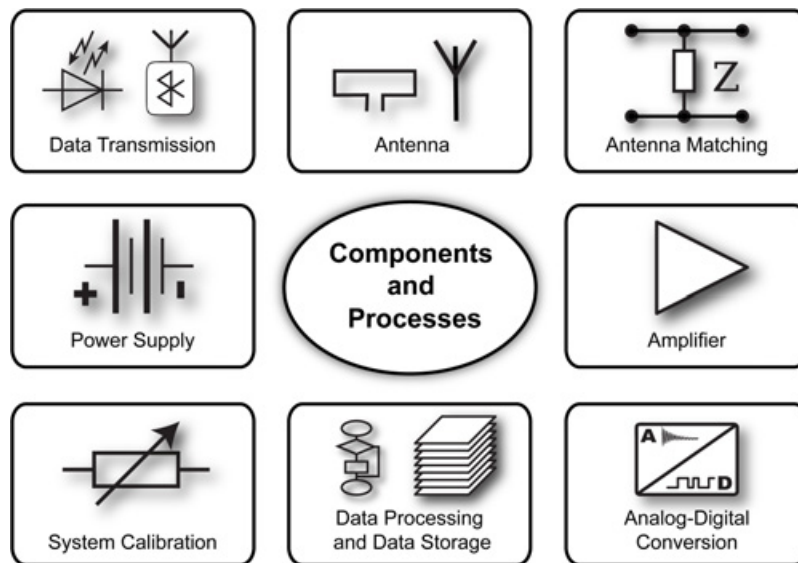 Data Transmission
Antenna
Z
Antenna Matching
+
-
Power Supply
Components
and
Processes
Amplifier
System Calibration
Data Processing
and Data Storage
A
D
Analog-Digital
Conversion